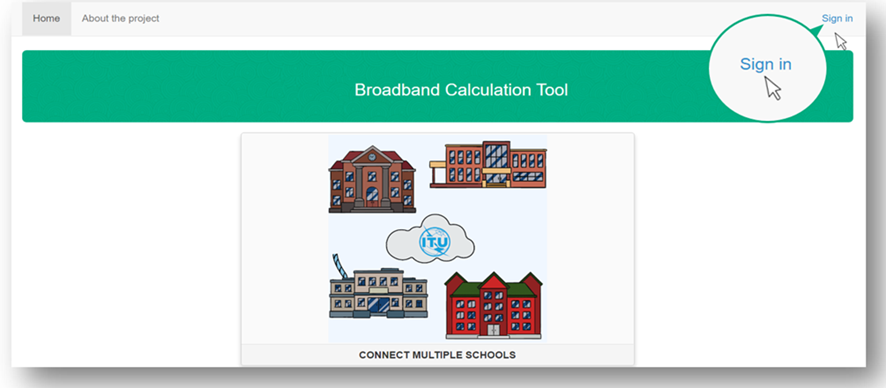 Home About the project Sign in
Sign in
Broadband Calculation Tool
ITU
CONNECT MULTIPLE SCHOOLS